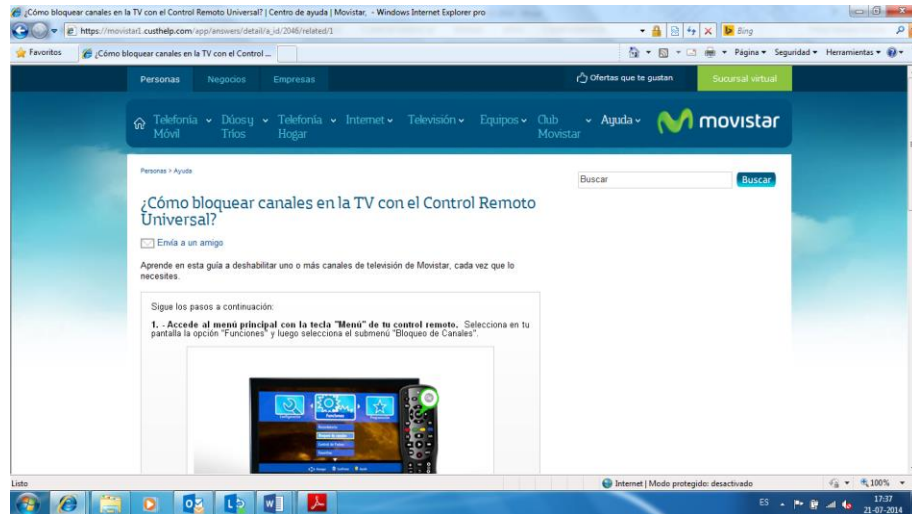 ¿Cómo bloquear canales en la TV con el Control Remoto Universal? | Centro de ayuda | Movistar, - Windows Internet Explorer pro
https://movistar1.custhelp.com/app/answers/detail/a_id/2046/related/1
Bing
Favoritos
¿Cómo bloquear canales en la TV con el Control ...
Página
Seguridad
Herramientas
Personas
Negocios
Empresas
Ofertas que te gustan
Sucursal virtual
Telefonía Móvil
Dúos y Tríos
Telefonía Hogar
Internet
Televisión
Equipos
Club Movistar
Ayuda
movistar
Personas > Ayuda
Buscar
Buscar
¿Cómo bloquear canales en la TV con el Control Remoto
Universal?
Envía a un amigo
Aprende en esta guía a deshabilitar uno o más canales de televisión de Movistar, cada vez que lo
necesites.
Sigue los pasos a continuación:
1. - Accede al menú principal con la tecla "Menú" de tu control remoto. Selecciona en tu
pantalla la opción "Funciones" y luego selecciona el submenú "Bloqueo de Canales".
Configuración
Funciones
Programación
Listo
Internet | Modo protegido: desactivado
100%
ES
17:37
21-07-2014